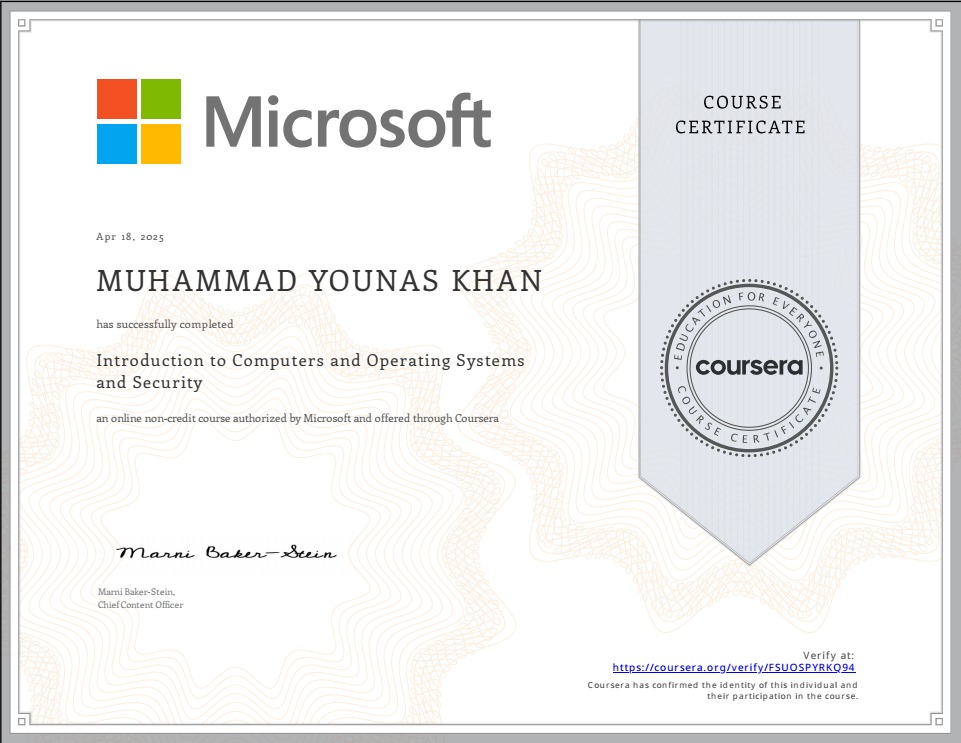 Microsoft
COURSE
CERTIFICATE
Apr 18, 2025
MUHAMMAD YOUNAS KHAN
has successfully completed
Introduction to Computers and Operating Systems
and Security
an online non-credit course authorized by Microsoft and offered through Coursera
EDUCATION FOR EVERYONE
coursera
COURSE CERTIFICATE
Marni Baker-Stein
Marni Baker-Stein,
Chief Content Officer
Verify at:
https://coursera.org/verify/FSUOSPYRKQ94
Coursera has confirmed the identity of this individual and
their participation in the course.